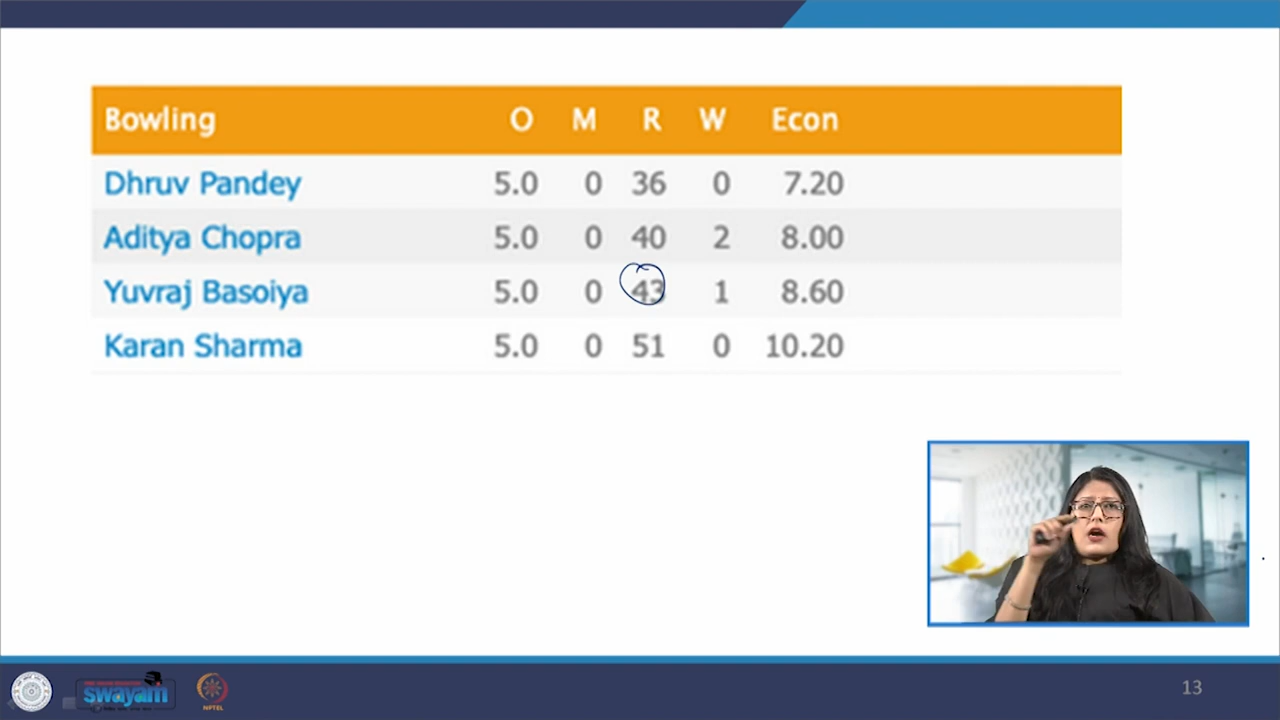 Bowling O M R W Econ
Dhruv Pandey 5.0 0 36 0 7.20
Aditya Chopra 5.0 0 40 2 8.00
Yuvraj Basoiya 5.0 0 43 1 8.60
Karan Sharma 5.0 0 51 0 10.20
swayam
NPTEL
13